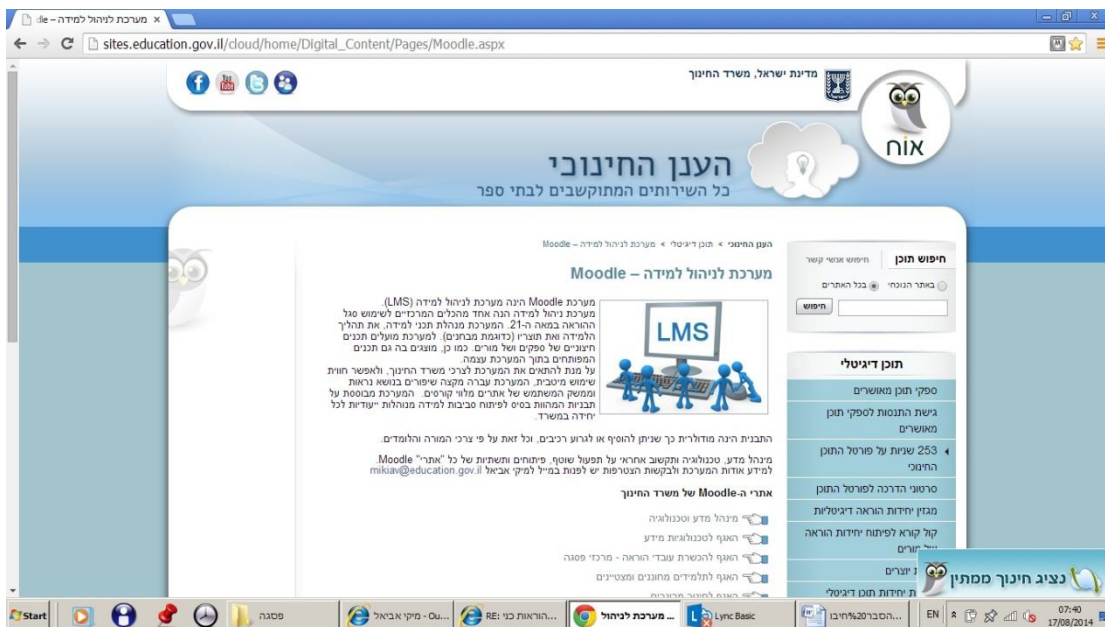 מערכת לניהול למידה – dle
sites.education.gov.il/cloud/home/Digital_Content/Pages/Moodle.aspx
מדינת ישראל, משרד החינוך
אוח
הענן החינוכי
כל השירותים המתוקשבים לבתי ספר
חיפוש תוכן
חיפוש אנשי קשר
באתר הנוכחי
בכל האתרים
חיפוש
תוכן דיגיטלי
ספקי תוכן מאושרים
גישת התנסות לספקי תוכן
מאושרים
253 שניות על פורטל התוכן
החינוכי
סרטוני הדרכה לפורטל התוכן
מגזין יחידות הוראה דיגיטליות
קול קורא לפיתוח יחידות הוראה
מורים
יוצרים
ת יחידות תוכן דיגיטלי
הענן החינוכי > תוכן דיגיטלי > מערכת לניהול למידה – Moodle
מערכת לניהול למידה – Moodle
LMS
מערכת Moodle הינה מערכת לניהול למידה (LMS).
מערכת ניהול למידה הנה אחד מהכלים המרכזיים לשימוש סגל
ההוראה במאה ה-21. המערכת מנהלת תכני למידה, את תהליך
הלמידה ואת תוצריו (כדוגמת מבחנים). למערכת מועלים תכנים
חיצוניים של ספקים ושל מורים. כמו כן, מוצגים בה גם תכנים
המפותחים בתוך המערכת עצמה.
על מנת להתאים את המערכת לצרכי משרד החינוך, ולאפשר חווית
שימוש מיטבית, המערכת עברה מקצה שיפורים בנושא נראות
וממשק המשתמש של אתרים מלווי קורסים. המערכת מבוססת על
תבניות המהוות בסיס לפיתוח סביבות למידה מנוהלות ייעודיות לכל
יחידה במשרד.
התבנית הינה מודולרית כך שניתן להוסיף או לגרוע רכיבים, וכל זאת על פי צרכי המורה והלומדים.
מינהל מדע, טכנולוגיה ותקשוב אחראי על תפעול שוטף, פיתוחים ותשתיות של כל "אתרי" Moodle.
למידע אודות המערכת ולבקשות הצטרפות יש לפנות במייל למיקי אביאל mikiav@education.gov.il
אתרי ה-Moodle של משרד החינוך
מינהל מדע וטכנולוגיה
האגף לטכנולוגיות מידע
האגף להכשרת עובדי הוראה - מרכזי פסגה
האגף לתלמידים מחוננים ומצטיינים
נציג חינוך ממתין
Start
פסגה
מיקי אביאל - Ou...
RE: הוראות כני...
מערכת לניהול ...
Lync Basic
הסבר%20חיבו...
EN
07:40
17/08/2014